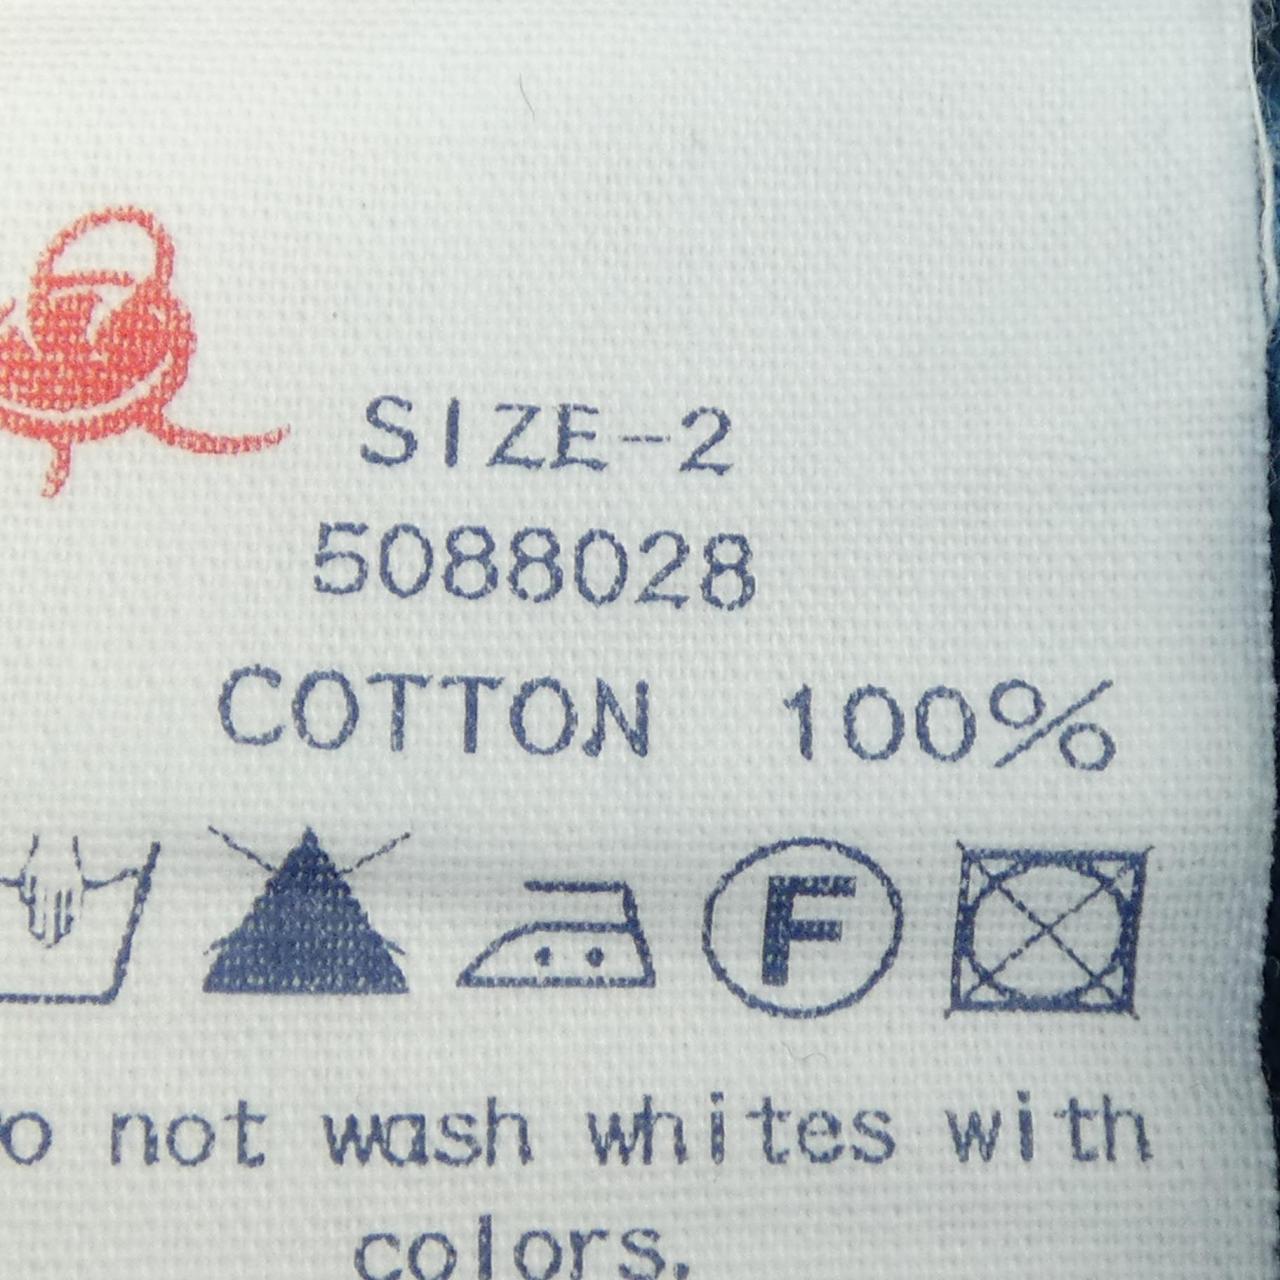 SIZE-2
5088028
COTTON 100%
F
not wash whites with
colors.